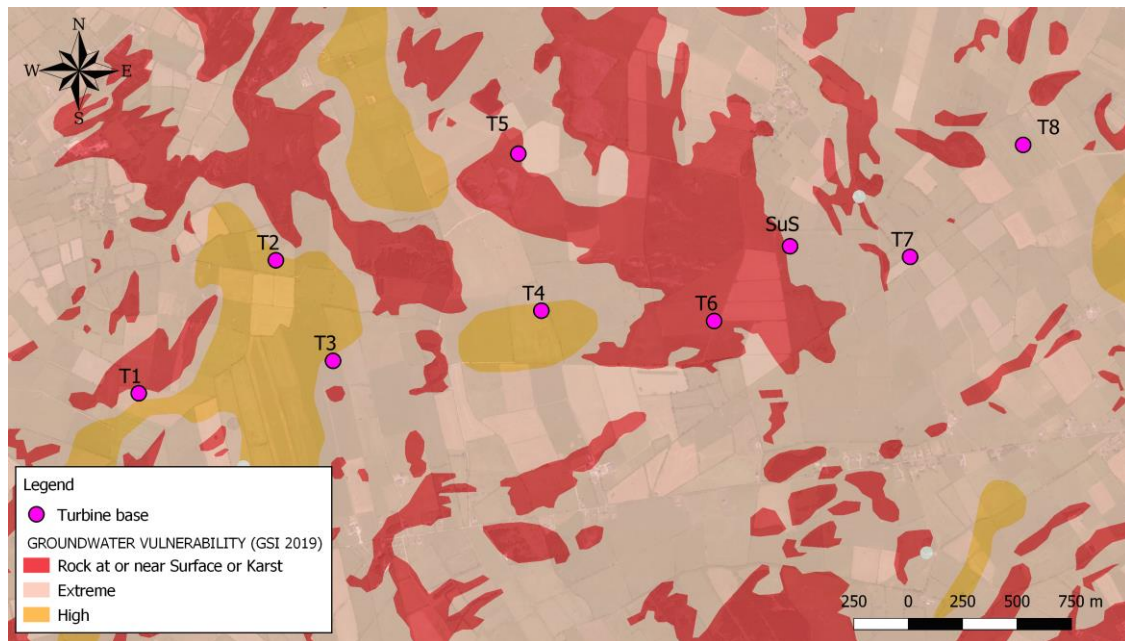 N
W E
S
T5
T8
T2
SuS
T7
T4
T6
T3
T1
Legend
Turbine base
GROUNDWATER VULNERABILITY (GSI 2019)
Rock at or near Surface or Karst
Extreme
High
250 0 250 500 750 m